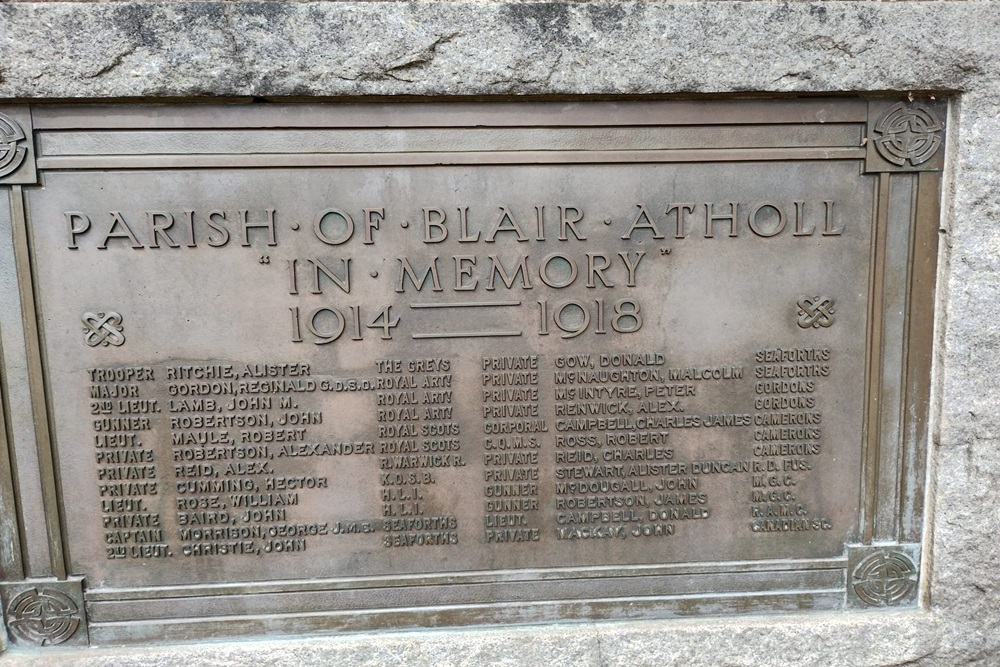 PARISH · OF · BLAIR · ATHOLL
"IN · MEMORY"
1914 — 1918
TROOPER RITCHIE, ALISTER THE GREYS
MAJOR GORDON, REGINALD G. D.S.O. ROYAL ARTY
2ND LIEUT. LAMB, JOHN M. ROYAL ARTY
GUNNER ROBERTSON, JOHN ROYAL ARTY
LIEUT. MAULE, ROBERT ROYAL SCOTS
PRIVATE ROBERTSON, ALEXANDER ROYAL SCOTS
PRIVATE REID, ALEX. R. WARWICK R.
PRIVATE CUMMING, HECTOR K.O.S.B.
LIEUT. ROSE, WILLIAM H.L.I.
PRIVATE BAIRD, JOHN H.L.I.
CAPTAIN MORRISON, GEORGE J.M.S. SEAFORTHS
2ND LIEUT. CHRISTIE, JOHN SEAFORTHS
PRIVATE GOW, DONALD SEAFORTHS
PRIVATE McNAUGHTON, MALCOLM SEAFORTHS
PRIVATE McINTYRE, PETER GORDONS
PRIVATE RENWICK, ALEX. GORDONS
CORPORAL CAMPBELL, CHARLES JAMES CAMERONS
C.Q.M.S. ROSS, ROBERT CAMERONS
PRIVATE REID, CHARLES CAMERONS
PRIVATE STEWART, ALISTER DUNCAN R.D. FUS.
GUNNER McDOUGALL, JOHN M.G.C.
GUNNER ROBERTSON, JAMES M.G.C.
LIEUT. CAMPBELL, DONALD R.A.M.C.
PRIVATE MACKAY, JOHN CANADIAN SC.